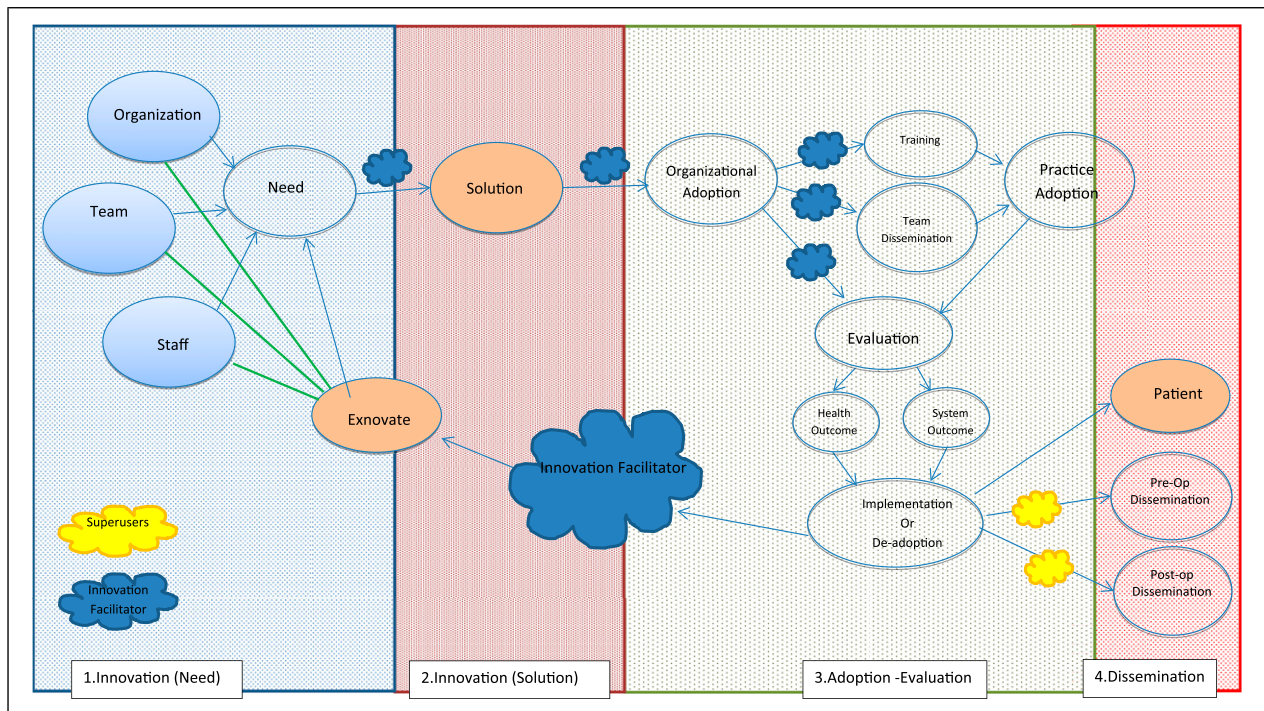 Organization
Team
Staff
Need
Exnovate
Superusers
Innovation
Facilitator
1.Innovation (Need)
Solution
Innovation Facilitator
2.Innovation (Solution)
Organizational
Adoption
Training
Team
Dissemination
Practice
Adoption
Evaluation
Health
Outcome
System
Outcome
Implementation
Or
De-adoption
3.Adoption -Evaluation
Patient
Pre-Op
Dissemination
Post-op
Dissemination
4.Dissemination